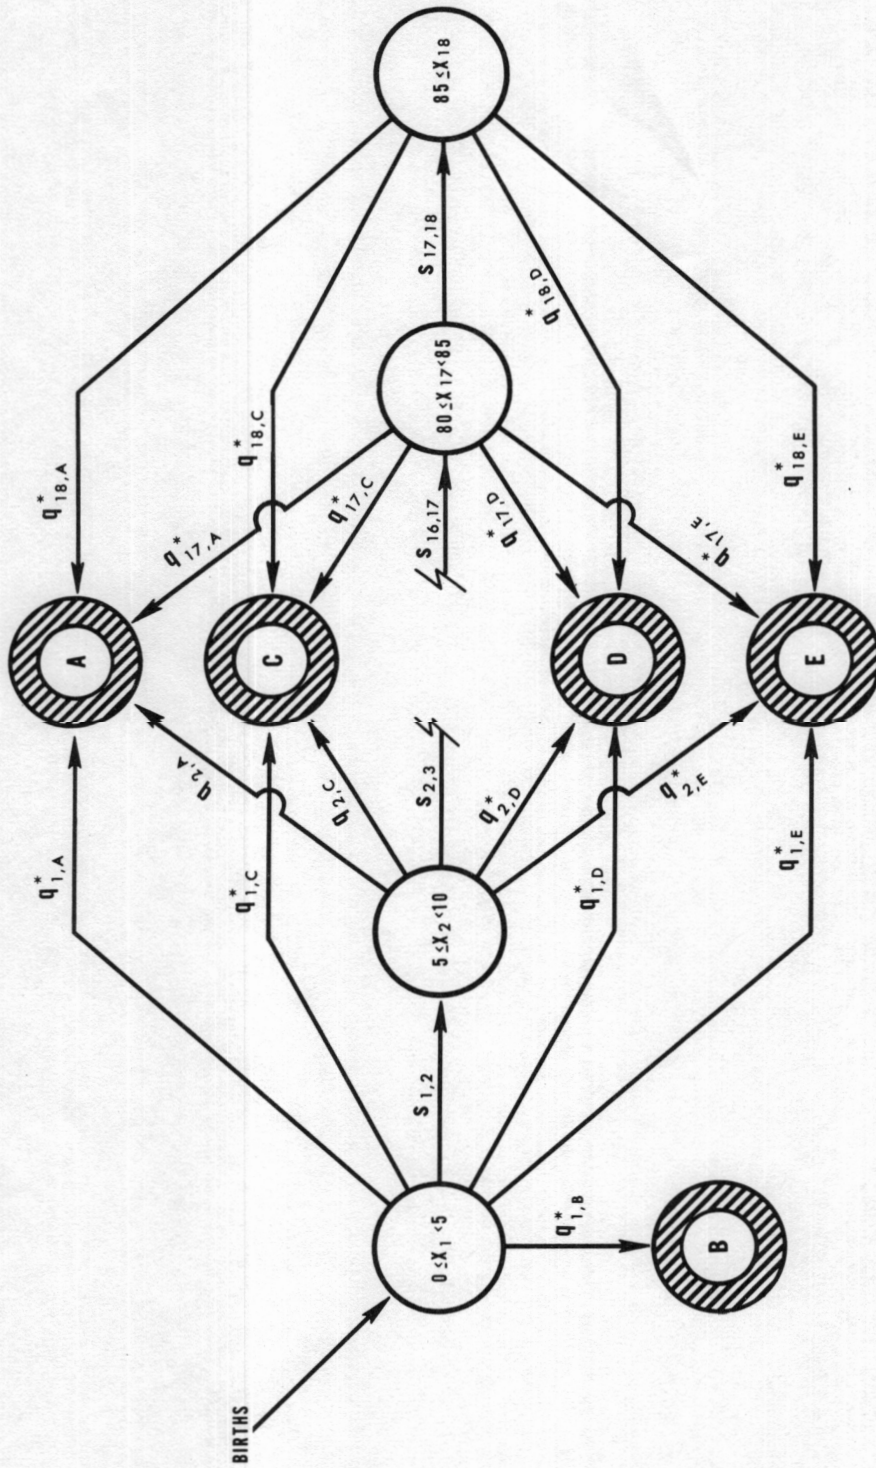 BIRTHS
0≤X₁<5
5≤X₂<10
80≤X₁₇<85
85≤X₁₈
S₁,₂
S₂,₃
S₁₆,₁₇
S₁₇,₁₈
A
B
C
D
E
q*₁,A
q*₁,C
q*₁,D
q*₁,E
q*₁,B
q₂,A
q₂,C
q*₂,D
q*₂,E
q*₁₇,A
q*₁₇,C
q*₁₇,D
q*₁₇,E
q*₁₈,A
q*₁₈,C
q*₁₈,D
q*₁₈,E